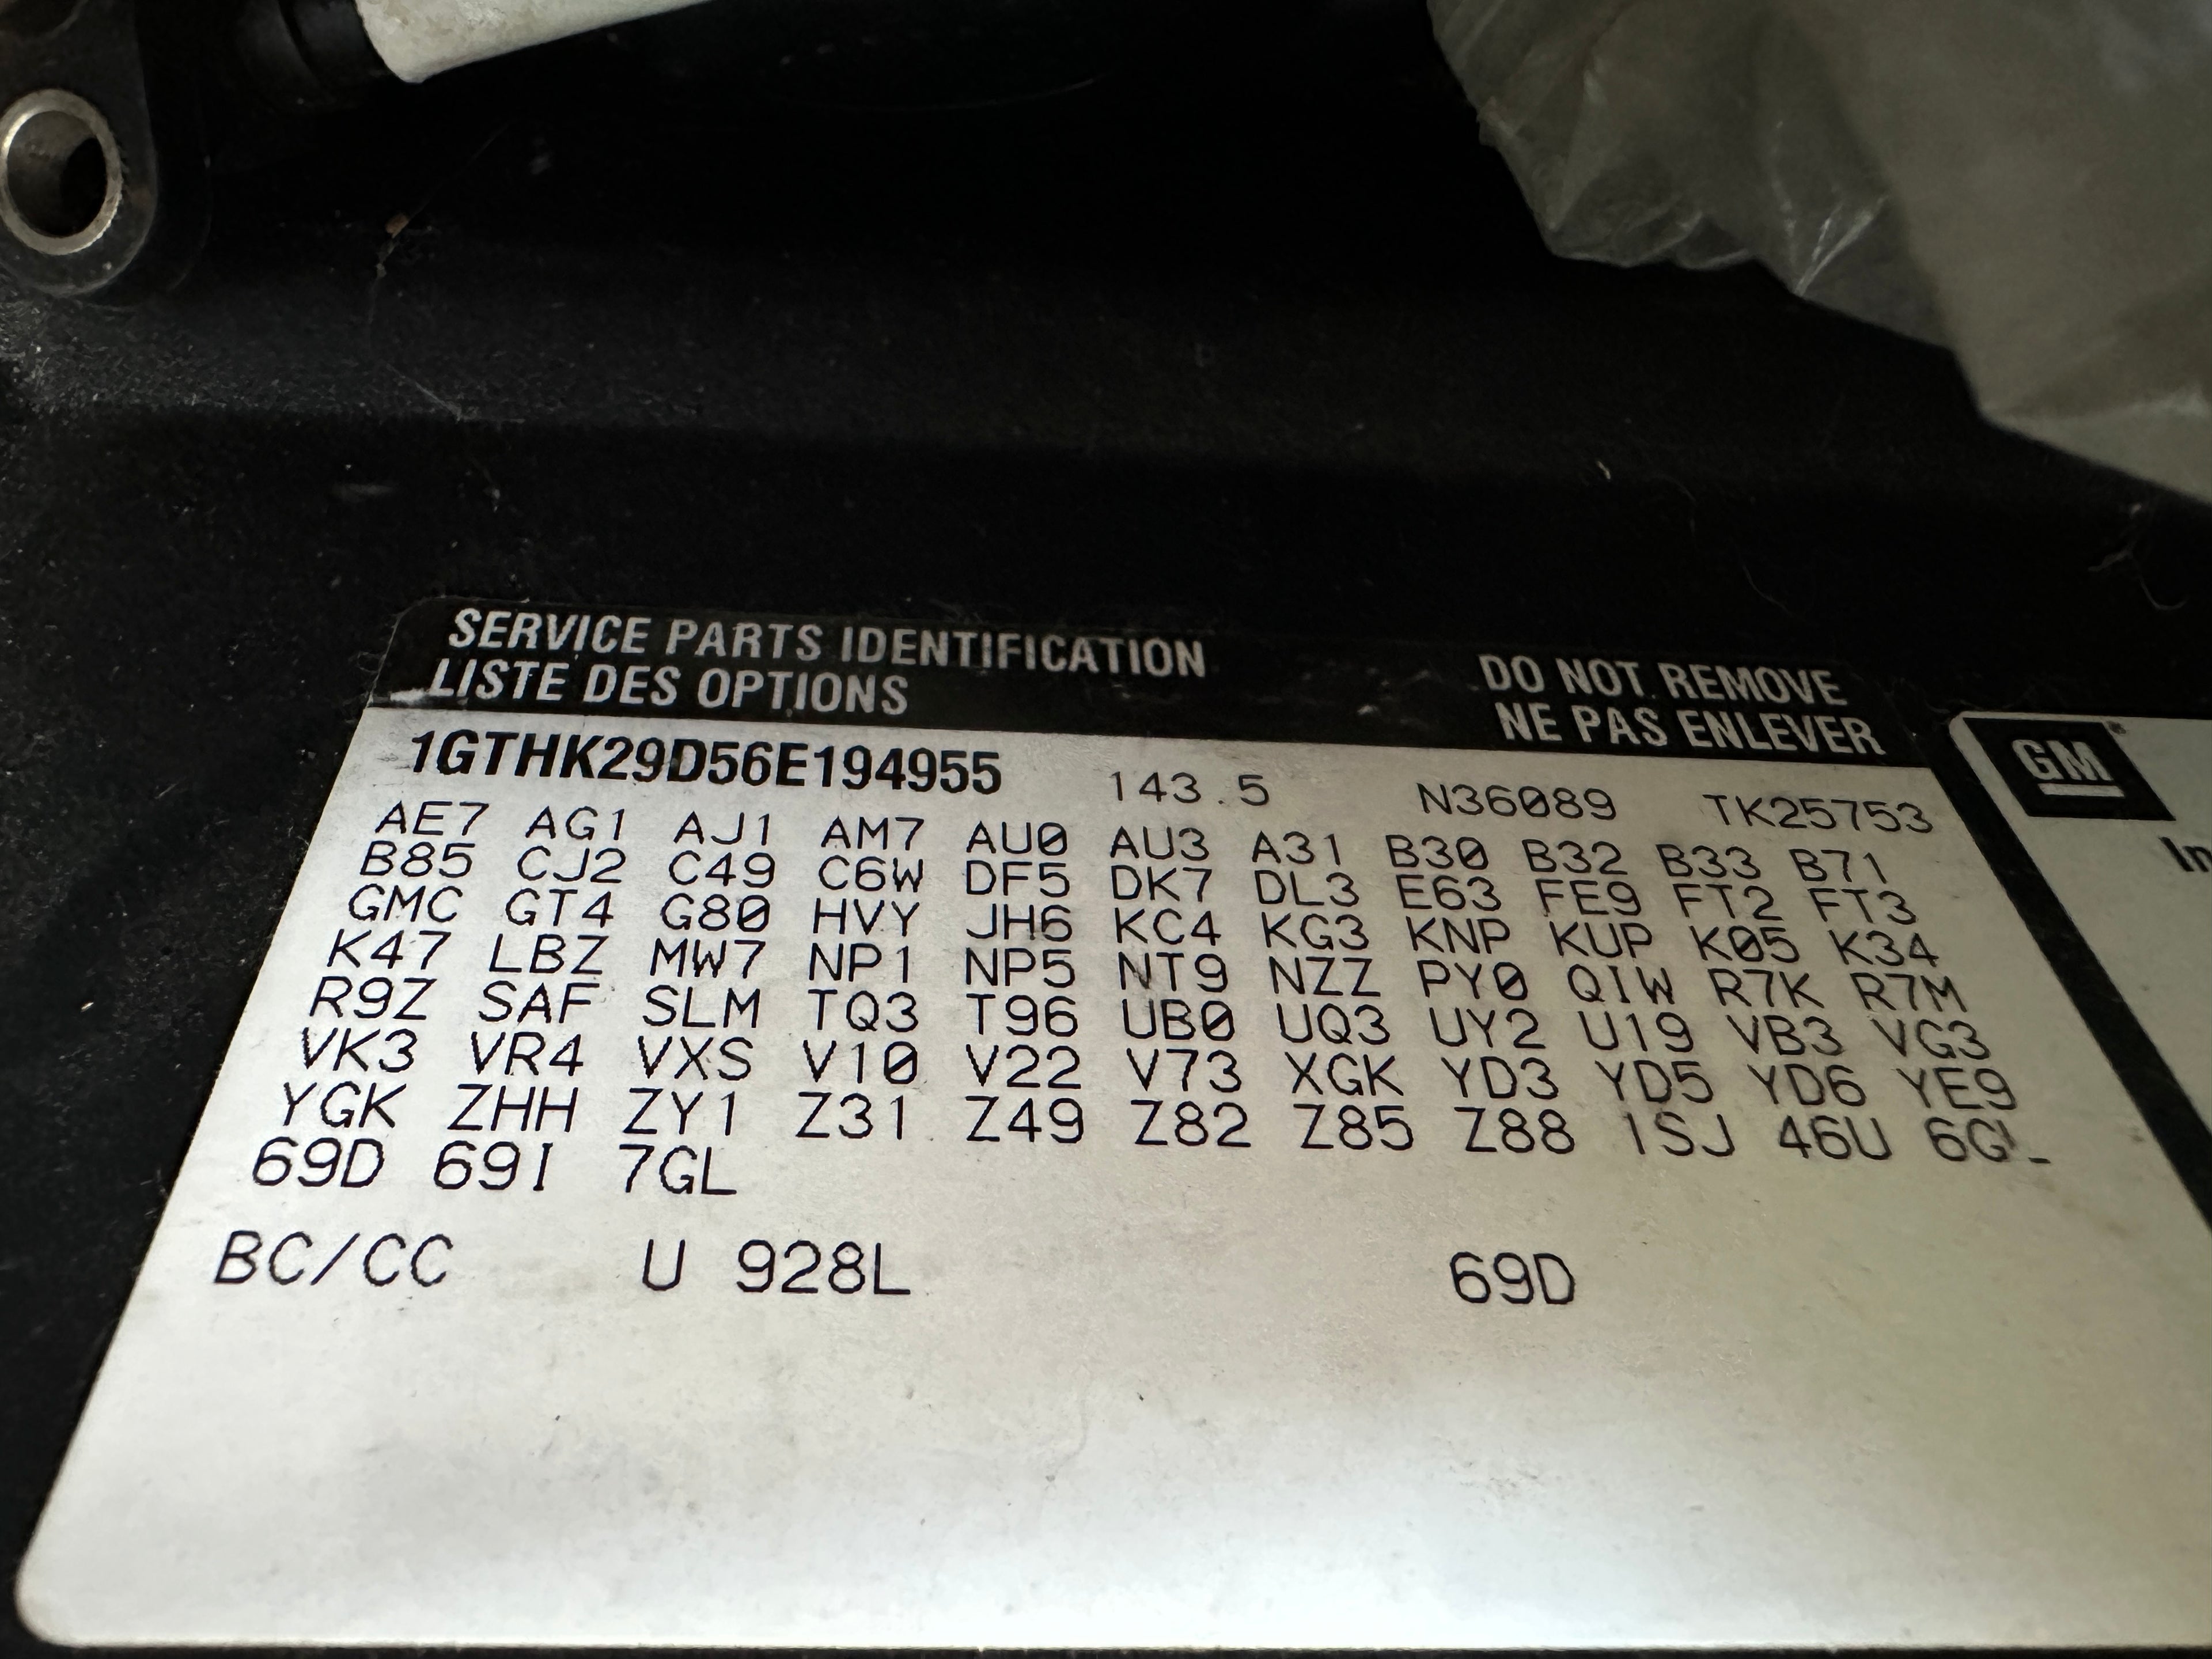 SERVICE PARTS IDENTIFICATION
LISTE DES OPTIONS
DO NOT REMOVE
NE PAS ENLEVER
1GTHK29D56E194955 143.5 N36089 TK25753
AE7 AG1 AJ1 AM7 AU0 AU3 A31 B30 B32 B33 B71
B85 CJ2 C49 C6W DF5 DK7 DL3 E63 FE9 FT2 FT3
GMC GT4 G80 HVY JH6 KC4 KG3 KNP KUP K05 K34
K47 LBZ MW7 NP1 NP5 NT9 NZZ PY0 QIW R7K R7M
R9Z SAF SLM TQ3 T96 UB0 UQ3 UY2 U19 VB3 VG3
VK3 VR4 VXS V10 V22 V73 XGK YD3 YD5 YD6 YE9
YGK ZHH ZY1 Z31 Z49 Z82 Z85 Z88 1SJ 46U 6GL
69D 69I 7GL
BC/CC U 928L 69D
GM